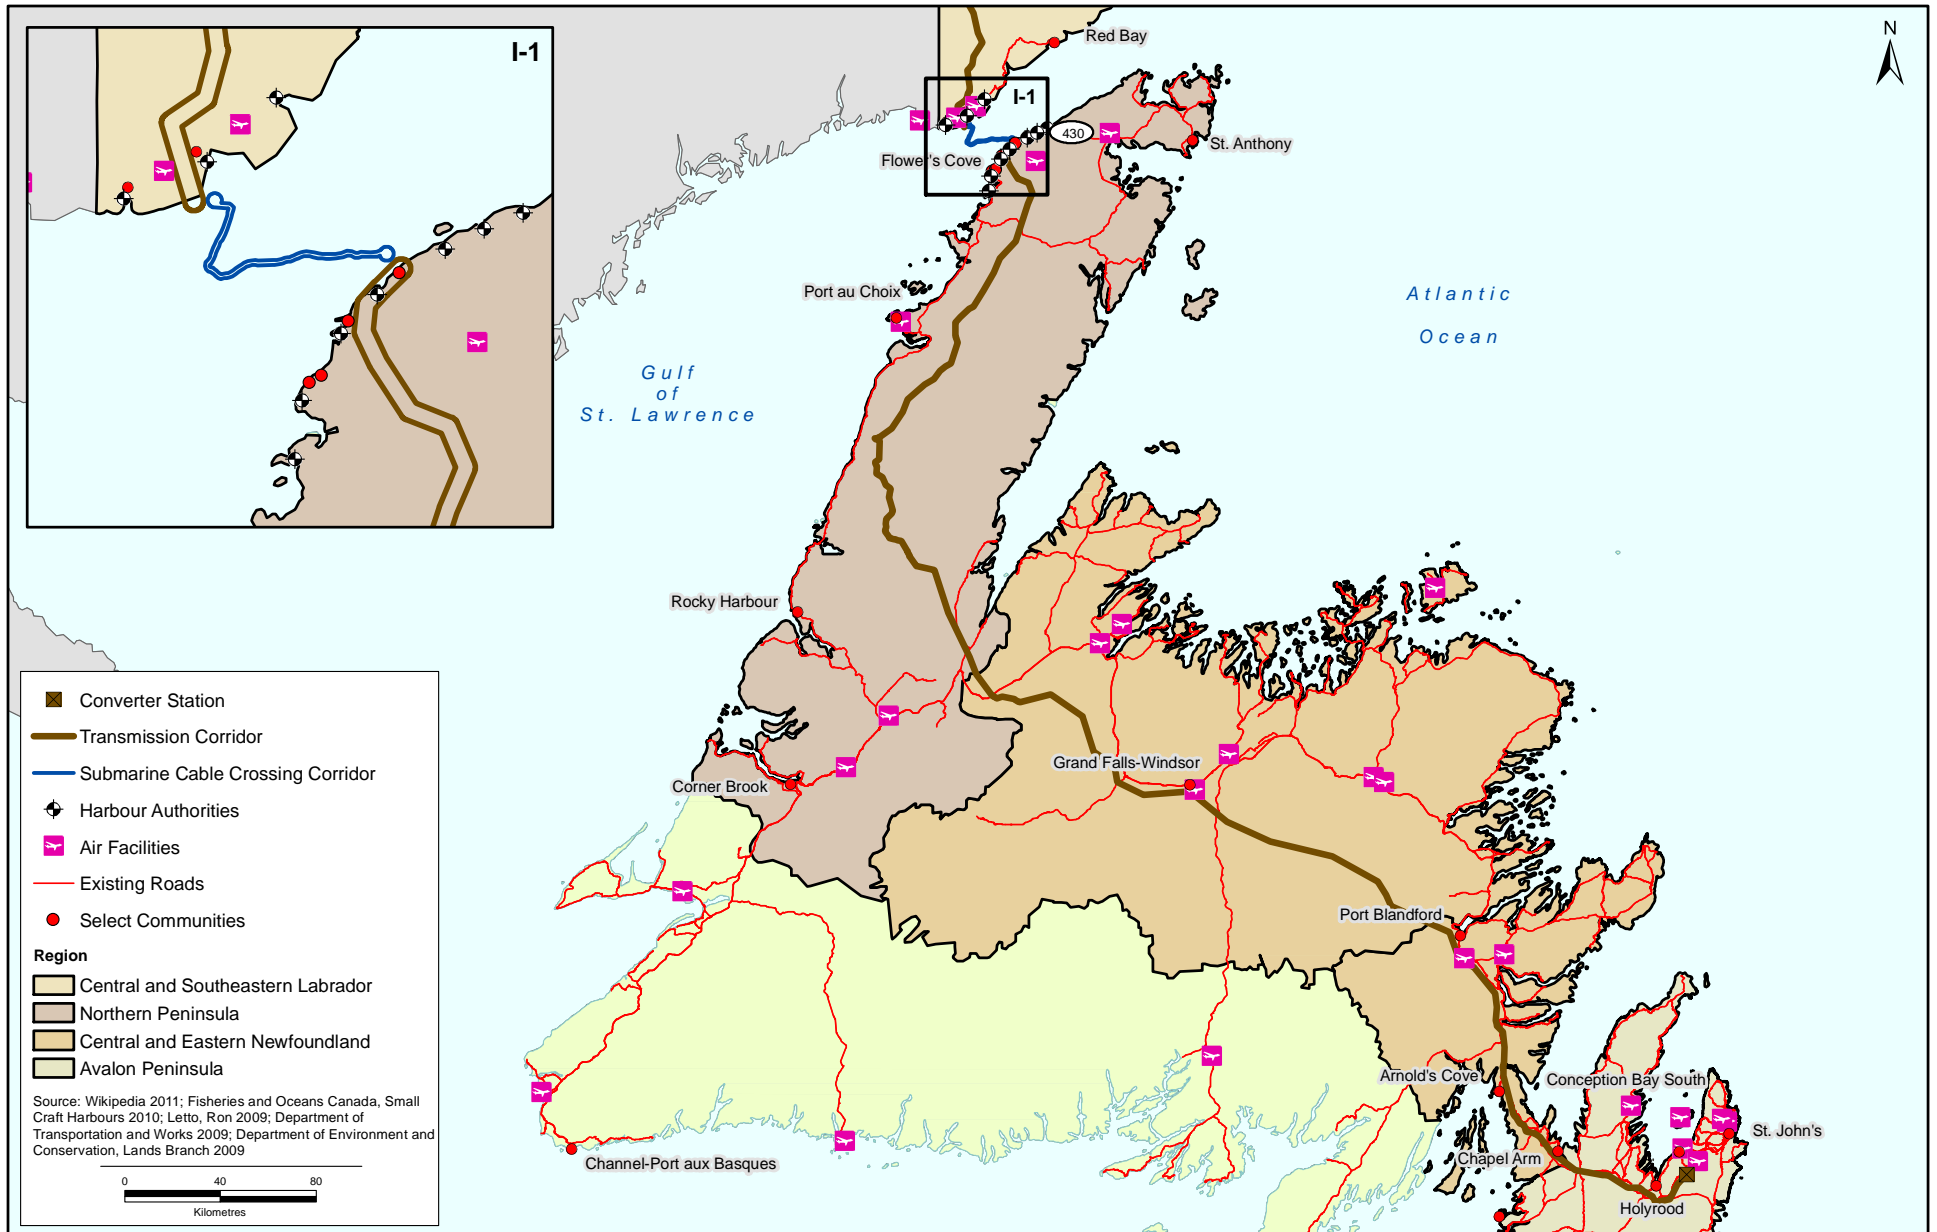 I-1
N
Red Bay
I-1
430
St. Anthony
Flower's Cove
Port au Choix
Atlantic
Ocean
Gulf
of
St. Lawrence
Rocky Harbour
Grand Falls-Windsor
Corner Brook
Port Blandford
Arnold's Cove
Conception Bay South
St. John's
Chapel Arm
Channel-Port aux Basques
Holyrood
Converter Station
Transmission Corridor
Submarine Cable Crossing Corridor
Harbour Authorities
Air Facilities
Existing Roads
Select Communities
Region
Central and Southeastern Labrador
Northern Peninsula
Central and Eastern Newfoundland
Avalon Peninsula
Source: Wikipedia 2011; Fisheries and Oceans Canada, Small
Craft Harbours 2010; Letto, Ron 2009; Department of
Transportation and Works 2009; Department of Environment and
Conservation, Lands Branch 2009
0 40 80
Kilometres